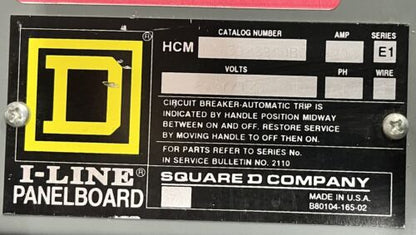 CATALOG NUMBER AMP SERIES
HCM E1
VOLTS PH WIRE
CIRCUIT BREAKER-AUTOMATIC TRIP IS
INDICATED BY HANDLE POSITION MIDWAY
BETWEEN ON AND OFF. RESTORE SERVICE
BY MOVING HANDLE TO OFF THEN ON.
FOR PARTS REFER TO SERIES No.
IN SERVICE BULLETIN NO. 2110
D ®
I-LINE®
PANELBOARD
SQUARE D COMPANY
MADE IN U.S.A.
B80104-165-02